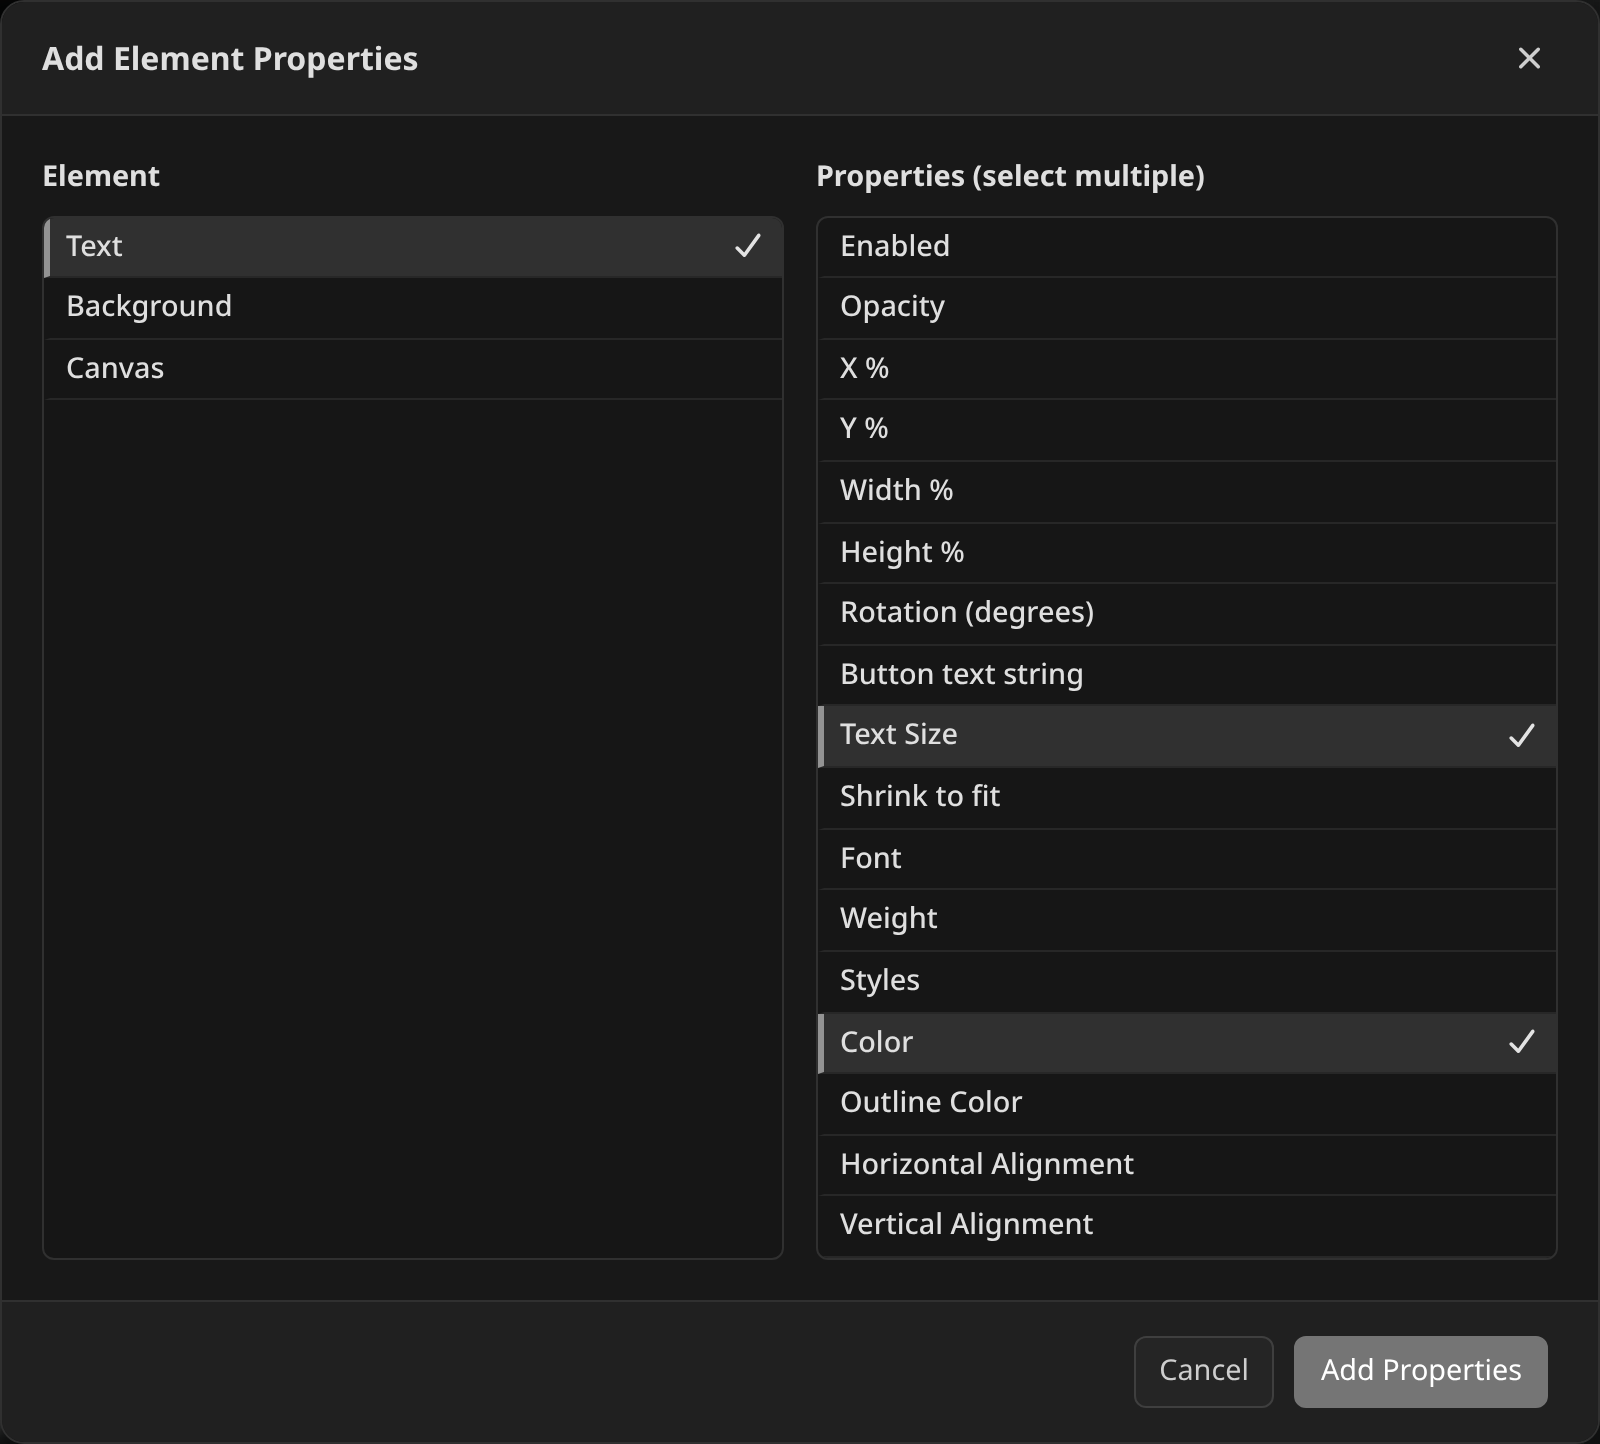 Add Element Properties
Element
Text
Background
Canvas
Properties (select multiple)
Enabled
Opacity
X %
Y %
Width %
Height %
Rotation (degrees)
Button text string
Text Size
Shrink to fit
Font
Weight
Styles
Color
Outline Color
Horizontal Alignment
Vertical Alignment
Cancel
Add Properties